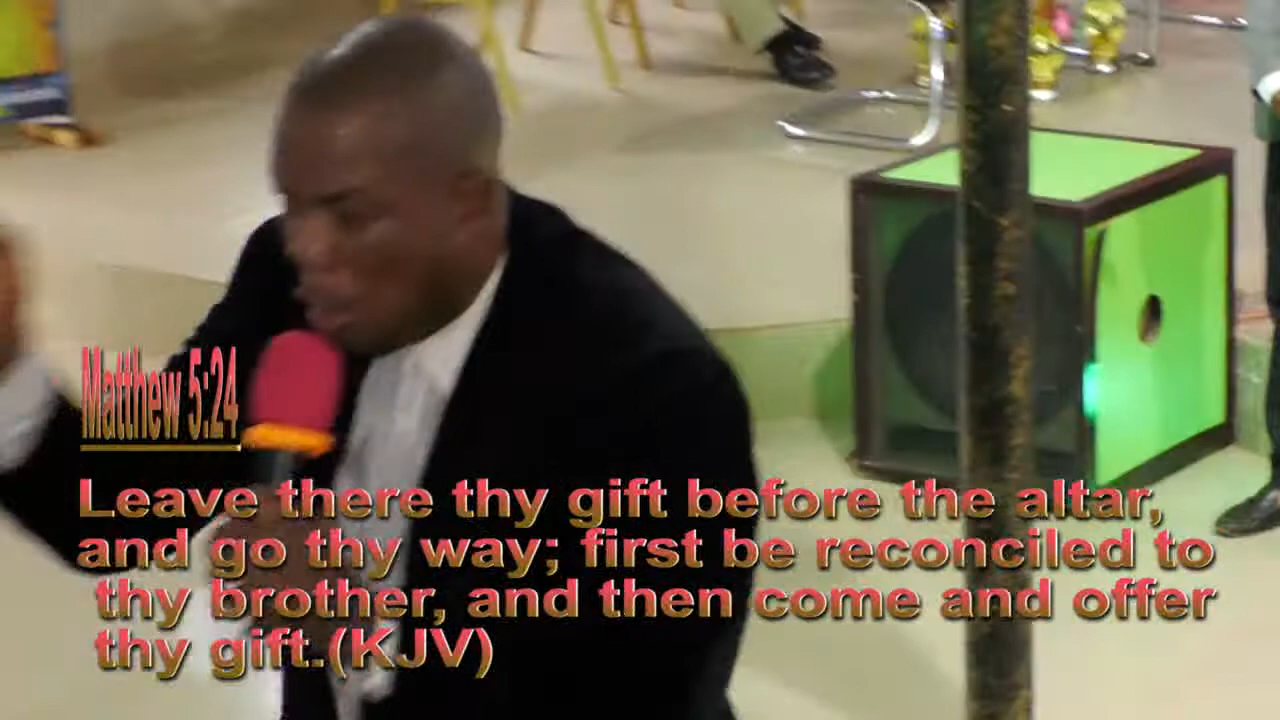 Matthew 5:24
Leave there thy gift before the altar,
and go thy way; first be reconciled to
thy brother, and then come and offer
thy gift.(KJV)